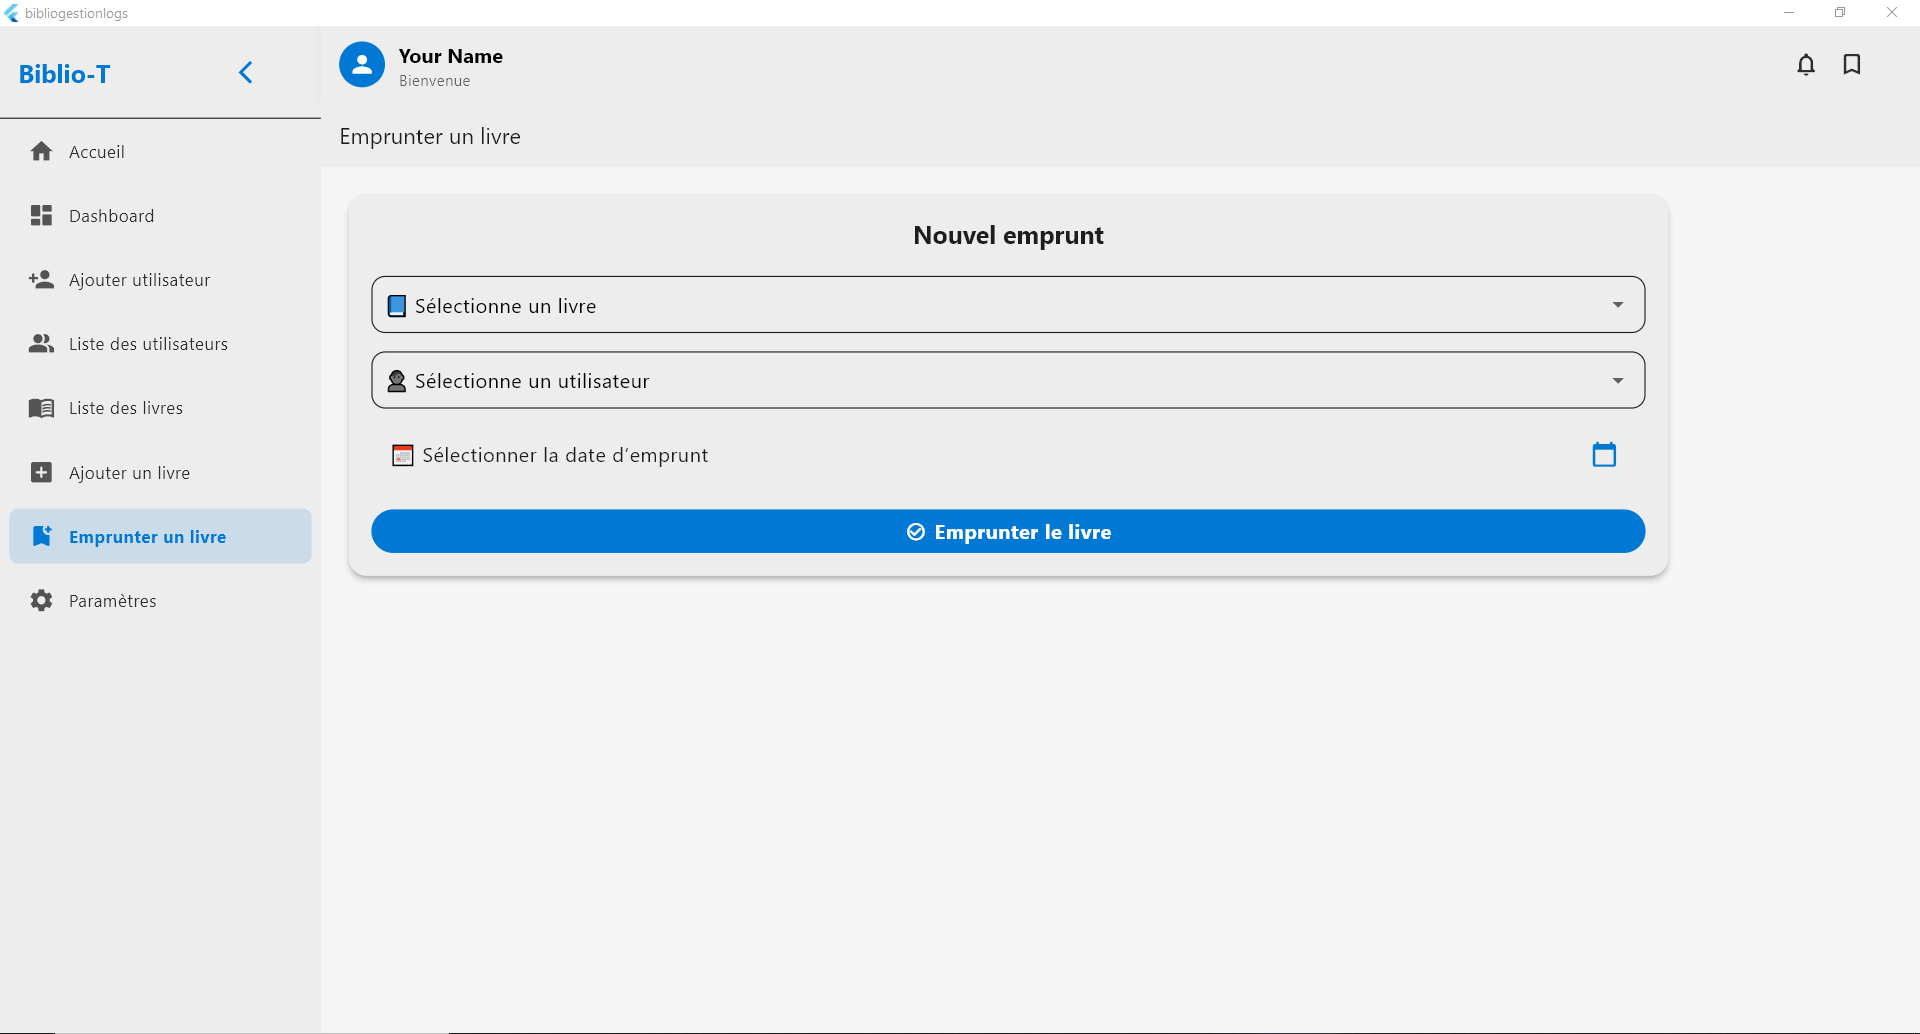 bibliogestionlogs
Biblio-T
Your Name
Bienvenue
Emprunter un livre
Accueil
Dashboard
Ajouter utilisateur
Liste des utilisateurs
Liste des livres
Ajouter un livre
Emprunter un livre
Paramètres
Nouvel emprunt
Sélectionne un livre
Sélectionne un utilisateur
Sélectionner la date d’emprunt
Emprunter le livre